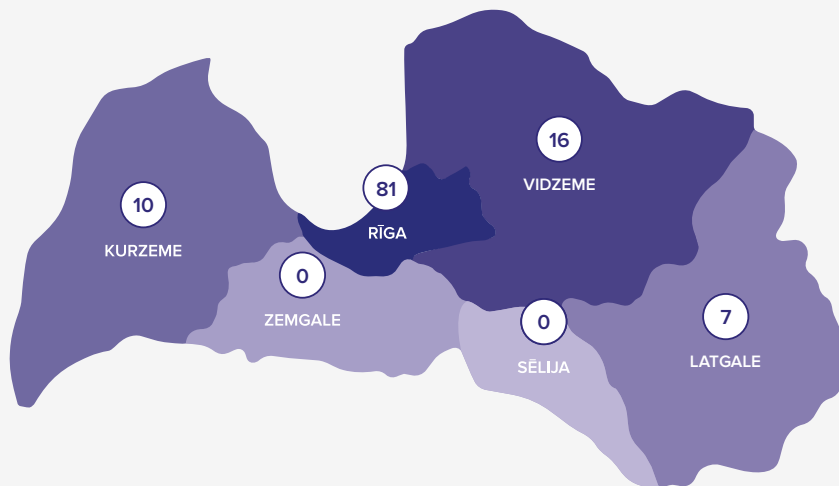 16
VIDZEME
81
RĪGA
10
KURZEME
0
ZEMGALE
0
SĒLIJA
7
LATGALE